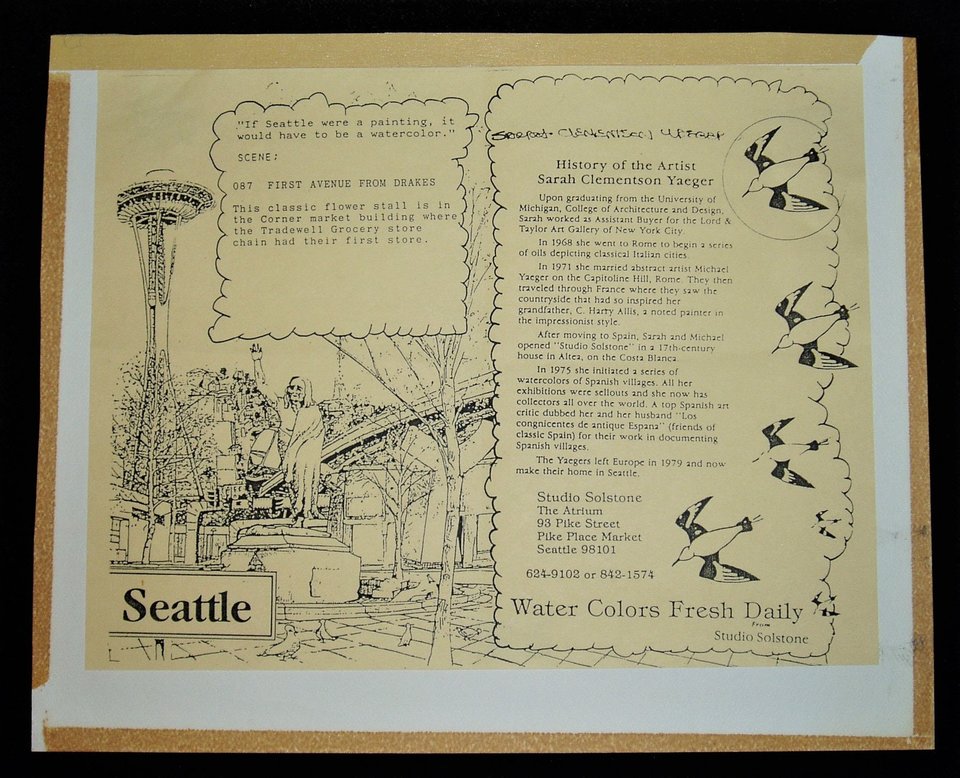 "If Seattle were a painting, it
would have to be a watercolor."
SCENE:
087 FIRST AVENUE FROM DRAKES
This classic flower stall is in
the Corner market building where
the Tradewell Grocery store
chain had their first store.
Seattle
History of the Artist
Sarah Clementson Yaeger
Upon graduating from the University of
Michigan, College of Architecture and Design,
Sarah worked as Assistant Buyer for the Lord &
Taylor Art Gallery of New York City.
In 1968 she went to Rome to begin a series
of oils depicting classical Italian cities.
In 1971 she married abstract artist Michael
Yaeger on the Capitoline Hill, Rome. They then
traveled through France where they saw the
countryside that had so inspired her
grandfather, C. Harry Allis, a noted painter in
the impressionist style.
After moving to Spain, Sarah and Michael
opened "Studio Solstone" in a 17th-century
house in Altea, on the Costa Blanca.
In 1975 she initiated a series of
watercolors of Spanish villages. All her
exhibitions were sellouts and she now has
collectors all over the world. A top Spanish art
critic dubbed her and her husband "Los
congnicentes de antique Espana" (friends of
classic Spain) for their work in documenting
Spanish villages.
The Yaegers left Europe in 1979 and now
make their home in Seattle.
Studio Solstone
The Atrium
93 Pike Street
Pike Place Market
Seattle 98101
624-9102 or 842-1574
Water Colors Fresh Daily
From
Studio Solstone